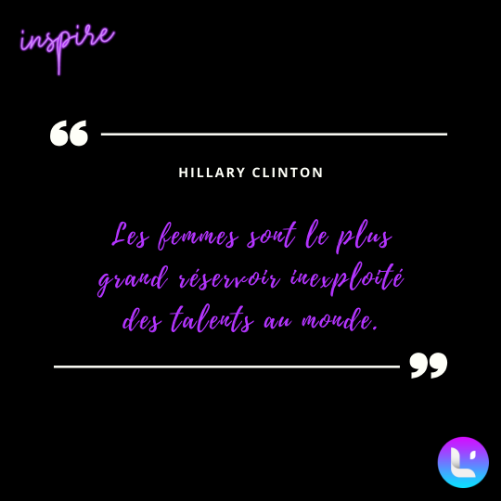 inspire
❝
HILLARY CLINTON
Les femmes sont le plus
grand réservoir inexploité
des talents au monde.
❞